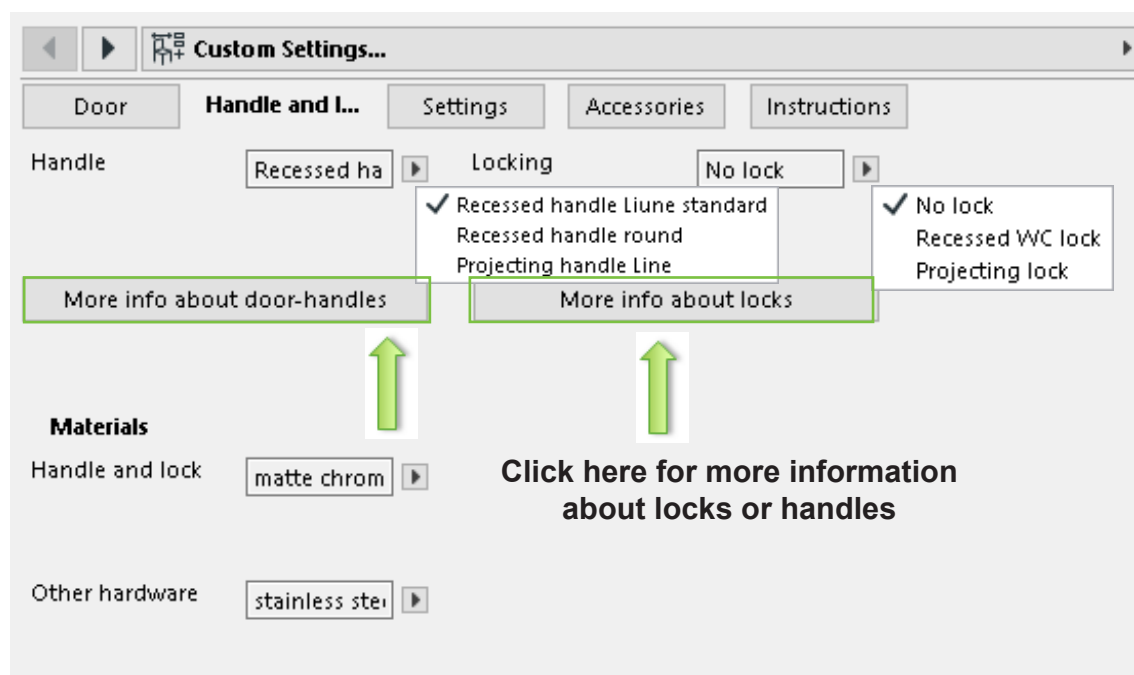 Custom Settings...
Door
Handle and l...
Settings
Accessories
Instructions
Handle
Recessed ha
Locking
No lock
Recessed handle Liune standard
Recessed handle round
Projecting handle Line
No lock
Recessed WC lock
Projecting lock
More info about door-handles
More info about locks
Materials
Handle and lock
matte chrom
Click here for more information
about locks or handles
Other hardware
stainless ste